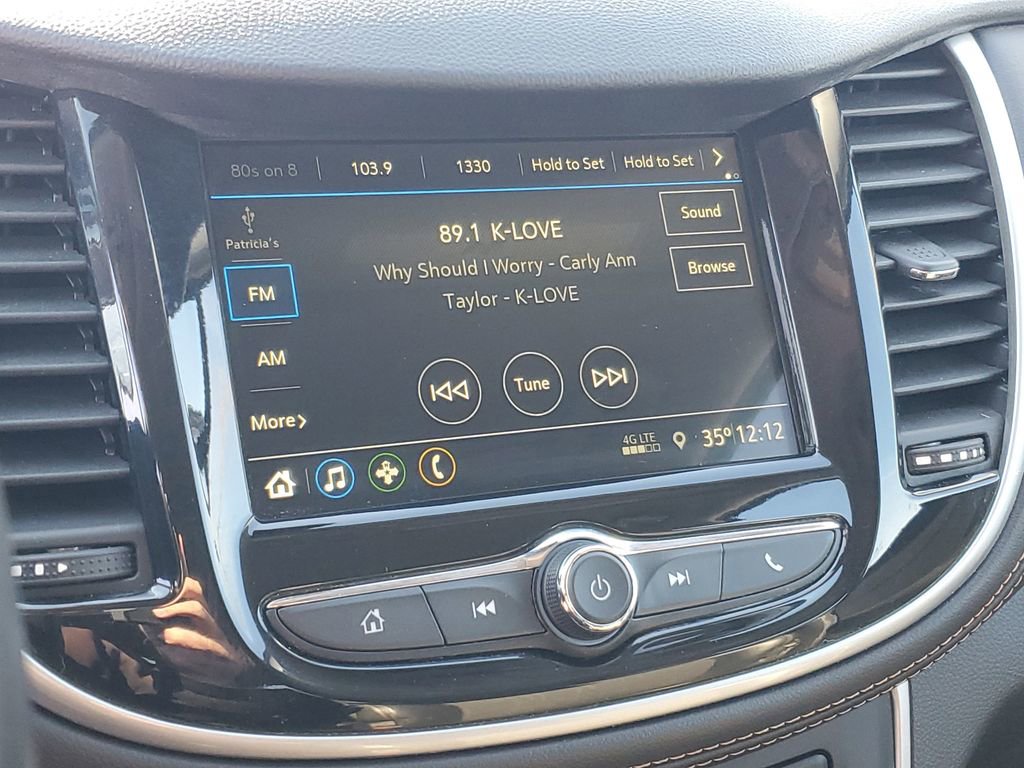 80s on 8 103.9 1330 Hold to Set Hold to Set
Patricia's
Sound
89.1 K-LOVE
Why Should I Worry - Carly Ann
Taylor - K-LOVE
Browse
FM
AM
Tune
More
4G LTE
35° 12:12